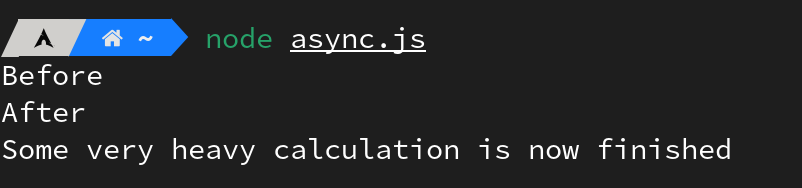 ~ node async.js
Before
After
Some very heavy calculation is now finished